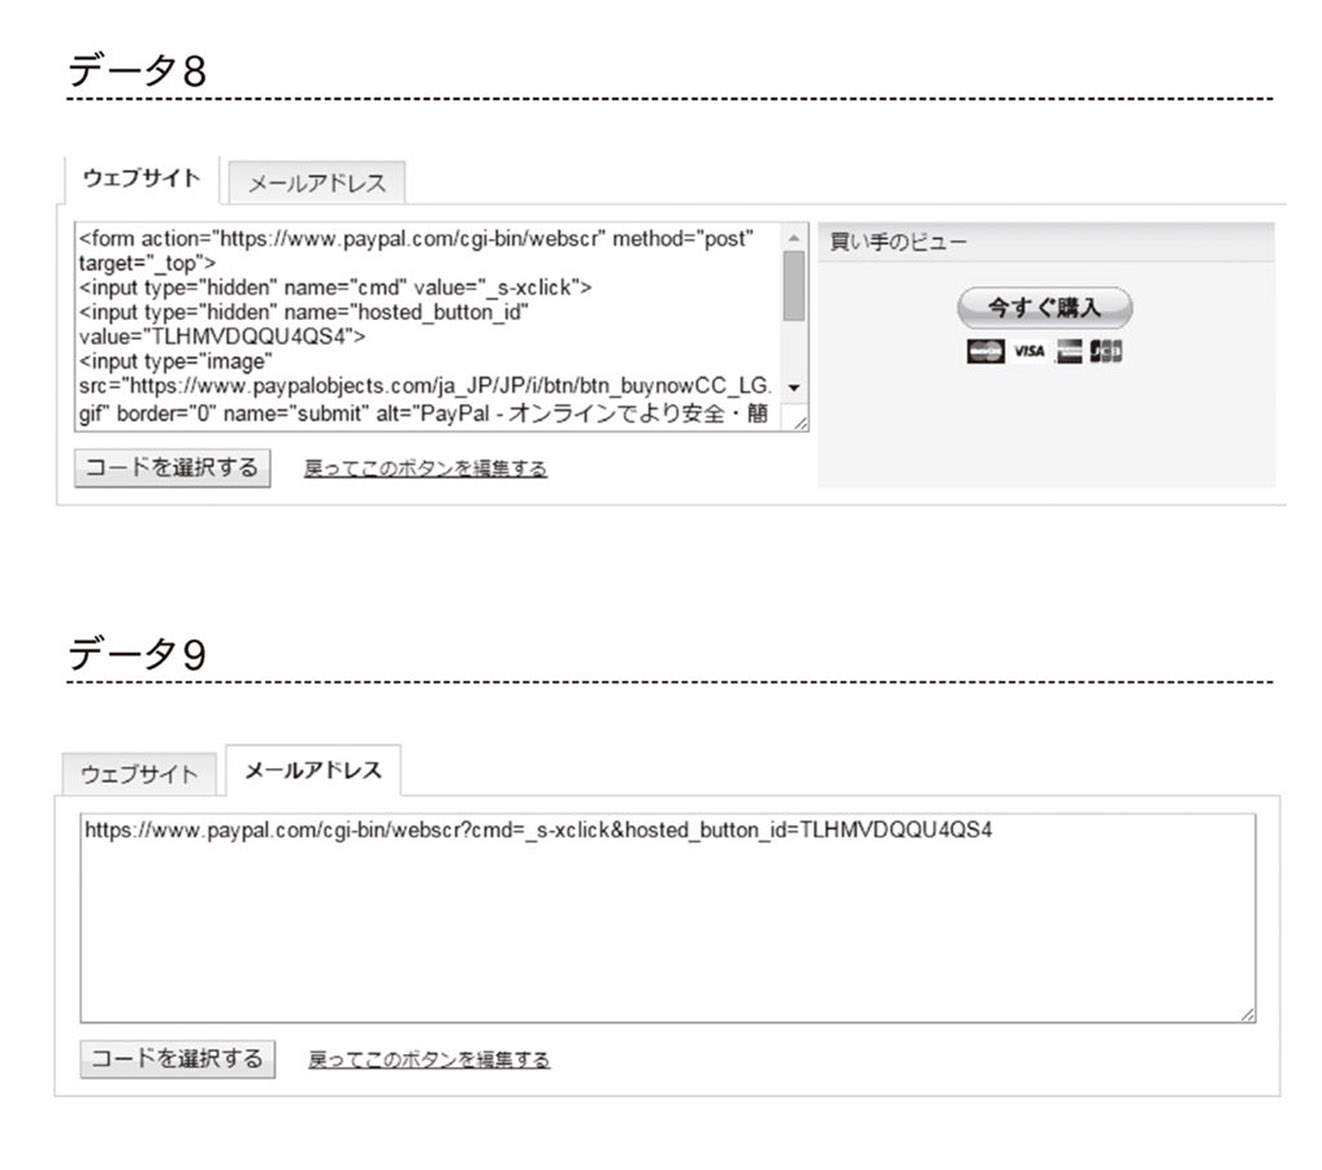 データ8
ウェブサイト
メールアドレス
<form action="https://www.paypal.com/cgi-bin/webscr" method="post"
target="_top">
<input type="hidden" name="cmd" value="_s-xclick">
<input type="hidden" name="hosted_button_id"
value="TLHMVDQQU4QS4">
<input type="image"
src="https://www.paypalobjects.com/ja_JP/JP/i/btn/btn_buynowCC_LG.
gif" border="0" name="submit" alt="PayPal - オンラインでより安全・簡
買い手のビュー
今すぐ購入
VISA
JCB
コードを選択する
戻ってこのボタンを編集する
データ9
ウェブサイト
メールアドレス
https://www.paypal.com/cgi-bin/webscr?cmd=_s-xclick&hosted_button_id=TLHMVDQQU4QS4
コードを選択する
戻ってこのボタンを編集する